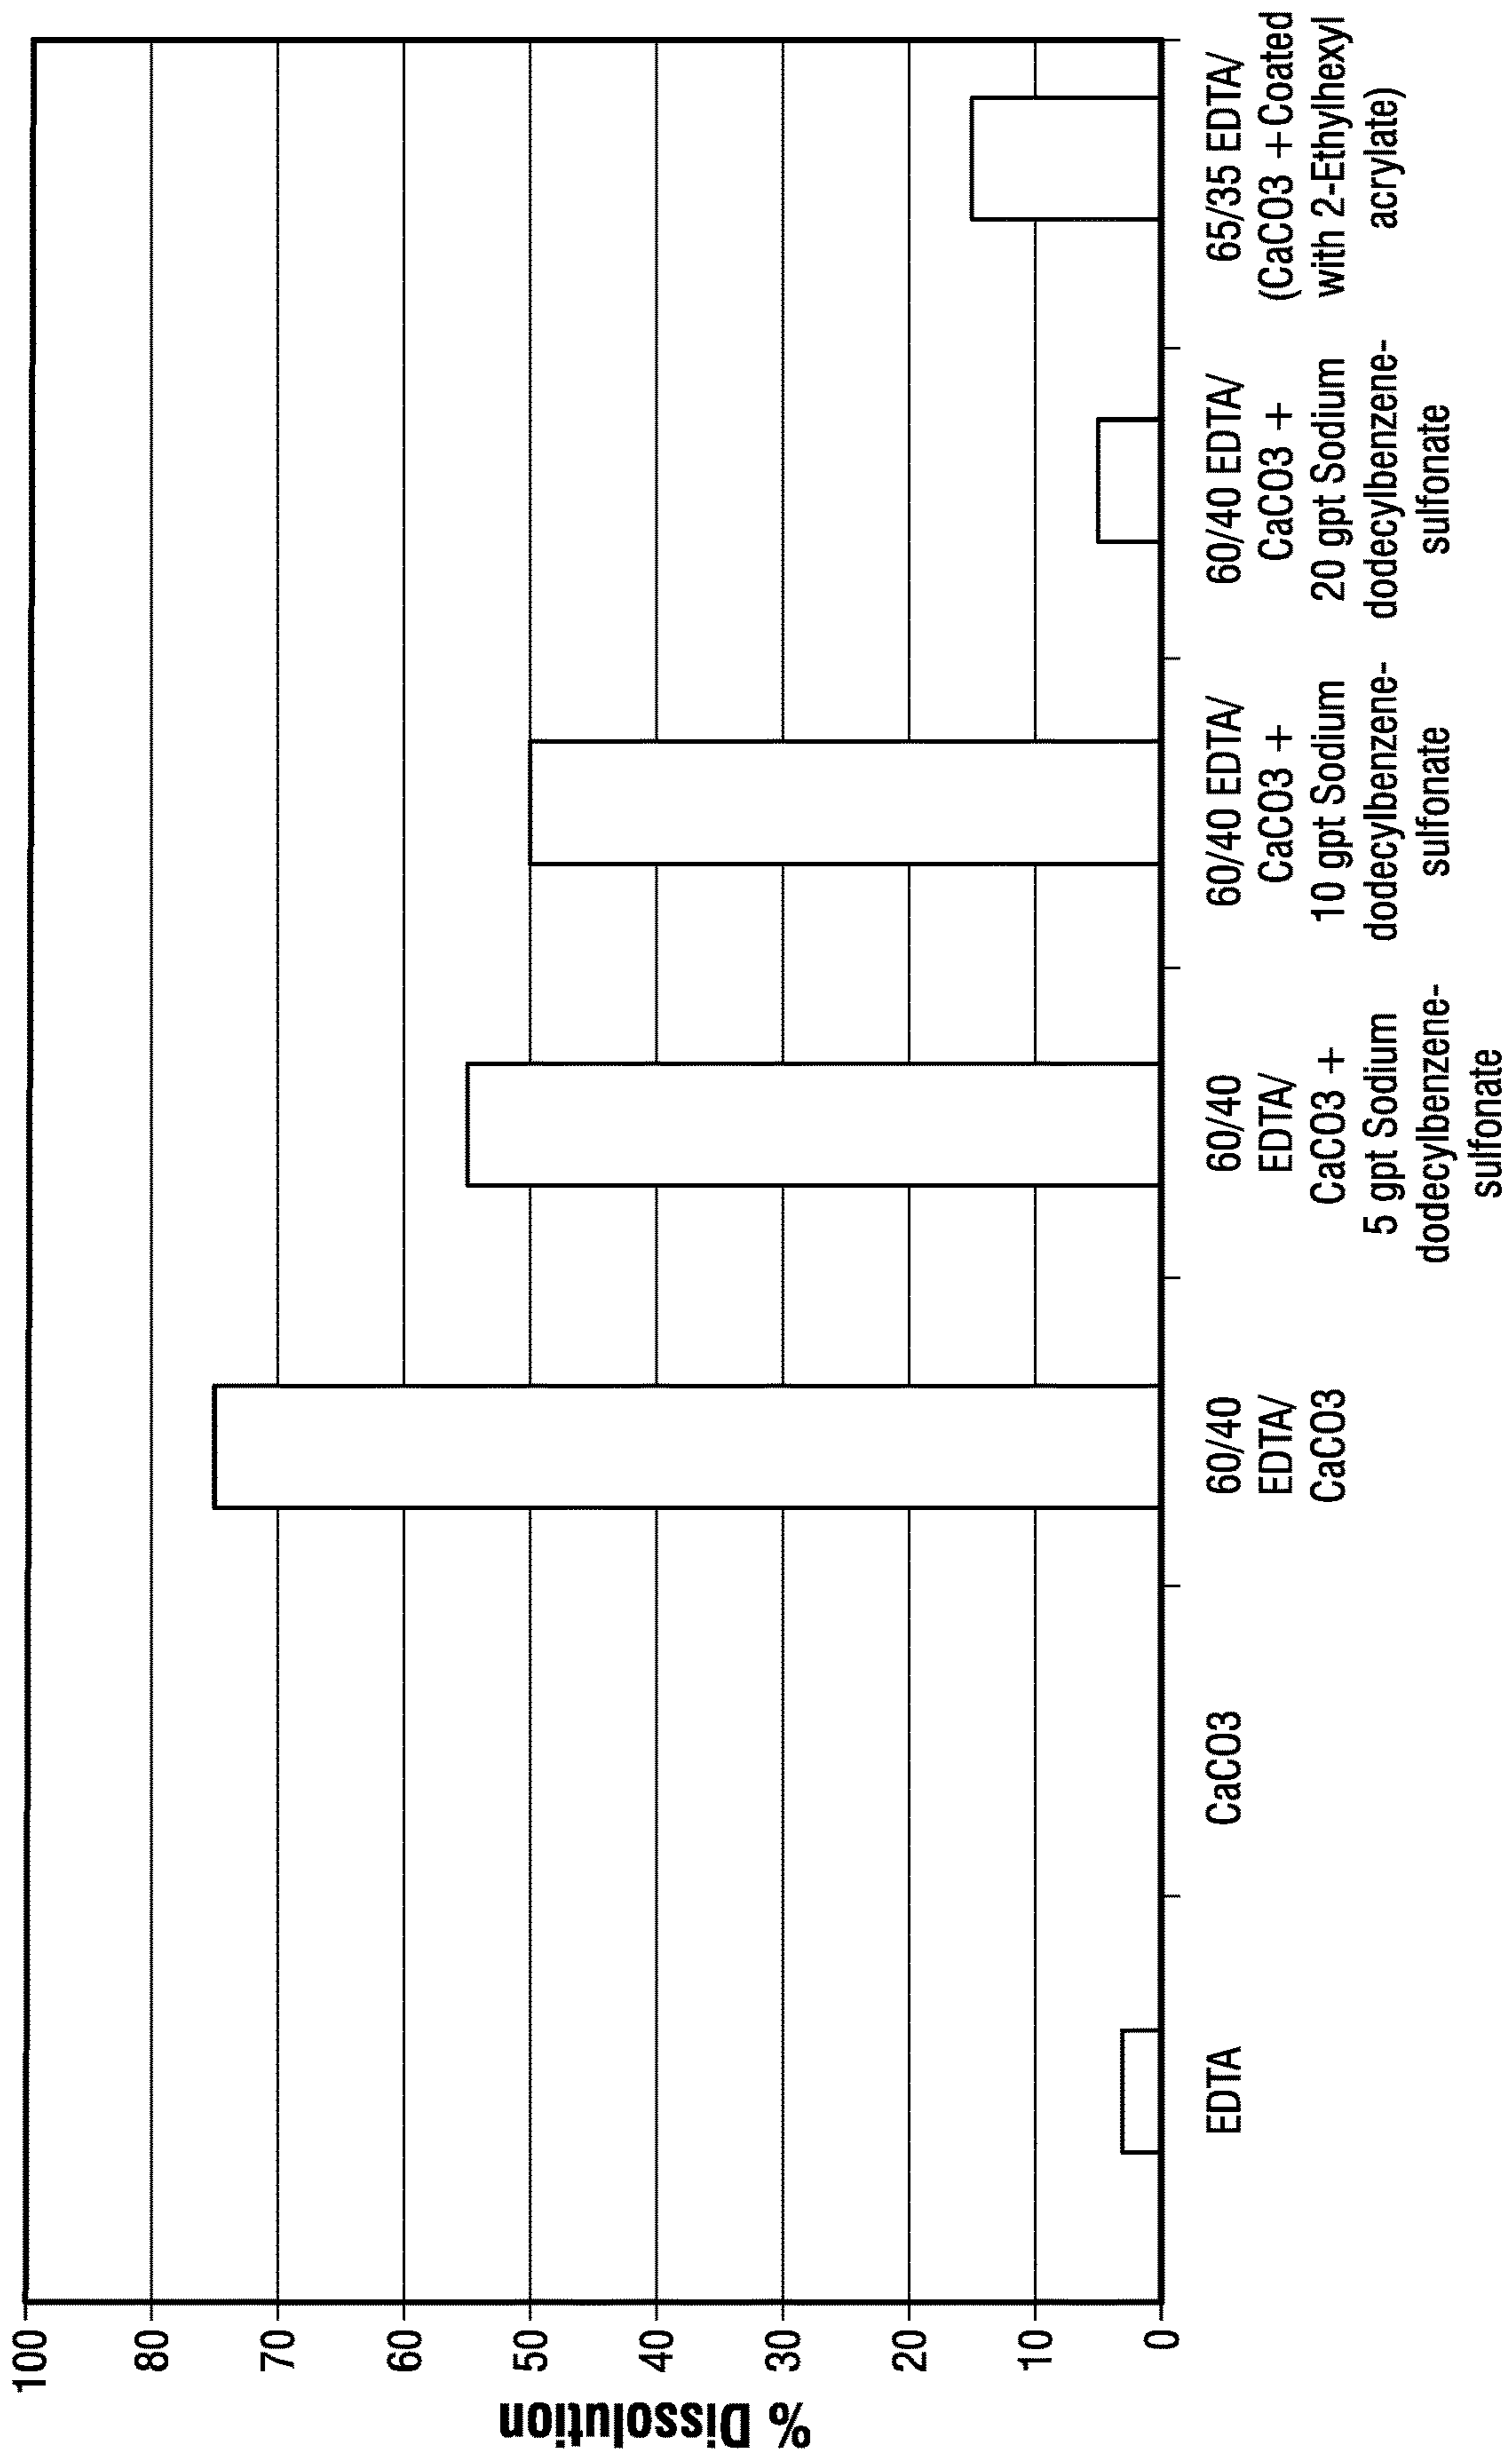 % Dissolution
100
80
70
60
50
40
30
20
10
0
EDTA
CaCO3
60/40
EDTA/
CaCO3
60/40
EDTA/
CaCO3 +
5 gpt Sodium
dodecylbenzene-
sulfonate
60/40 EDTA/
CaCO3 +
10 gpt Sodium
dodecylbenzene-
sulfonate
60/40 EDTA/
CaCO3 +
20 gpt Sodium
dodecylbenzene-
sulfonate
65/35 EDTA/
(CaCO3 +Coated
with 2-Ethylhexyl
acrylate)